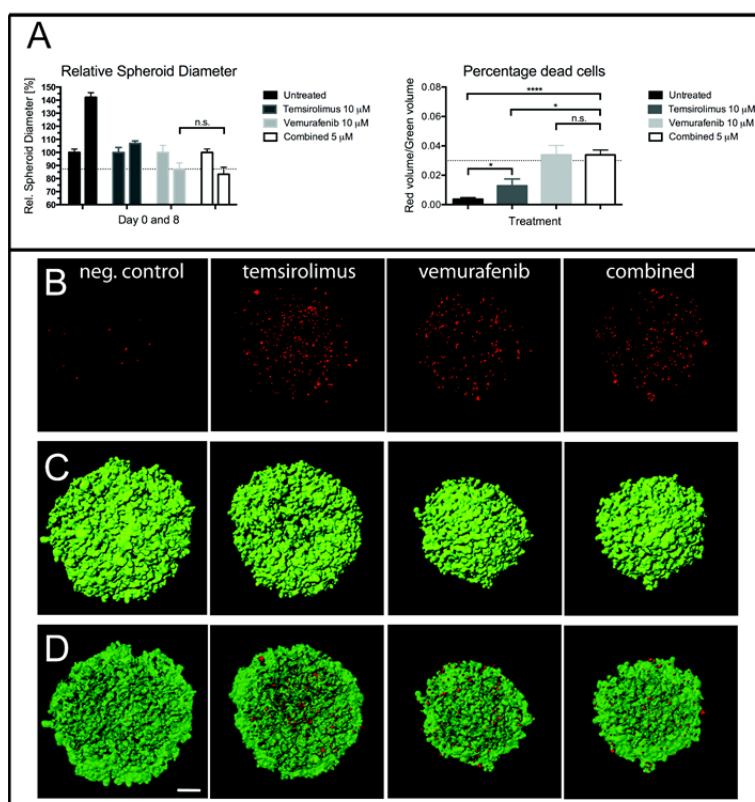 A
Relative Spheroid Diameter
Rel. Spheroid Diameter [%]
150
140
130
120
110
100
90
80
70
60
n.s.
Day 0 and 8
Untreated
Temsirolimus 10 µM
Vemurafenib 10 µM
Combined 5 µM
Percentage dead cells
Red volume/Green volume
0.08
0.06
0.04
0.02
0.00
****
*
n.s.
*
Treatment
Untreated
Tensirolimus 10 µM
Vemurafenib 10 µM
Combined 5 µM
B
neg. control
temsirolimus
vemurafenib
combined
C
D